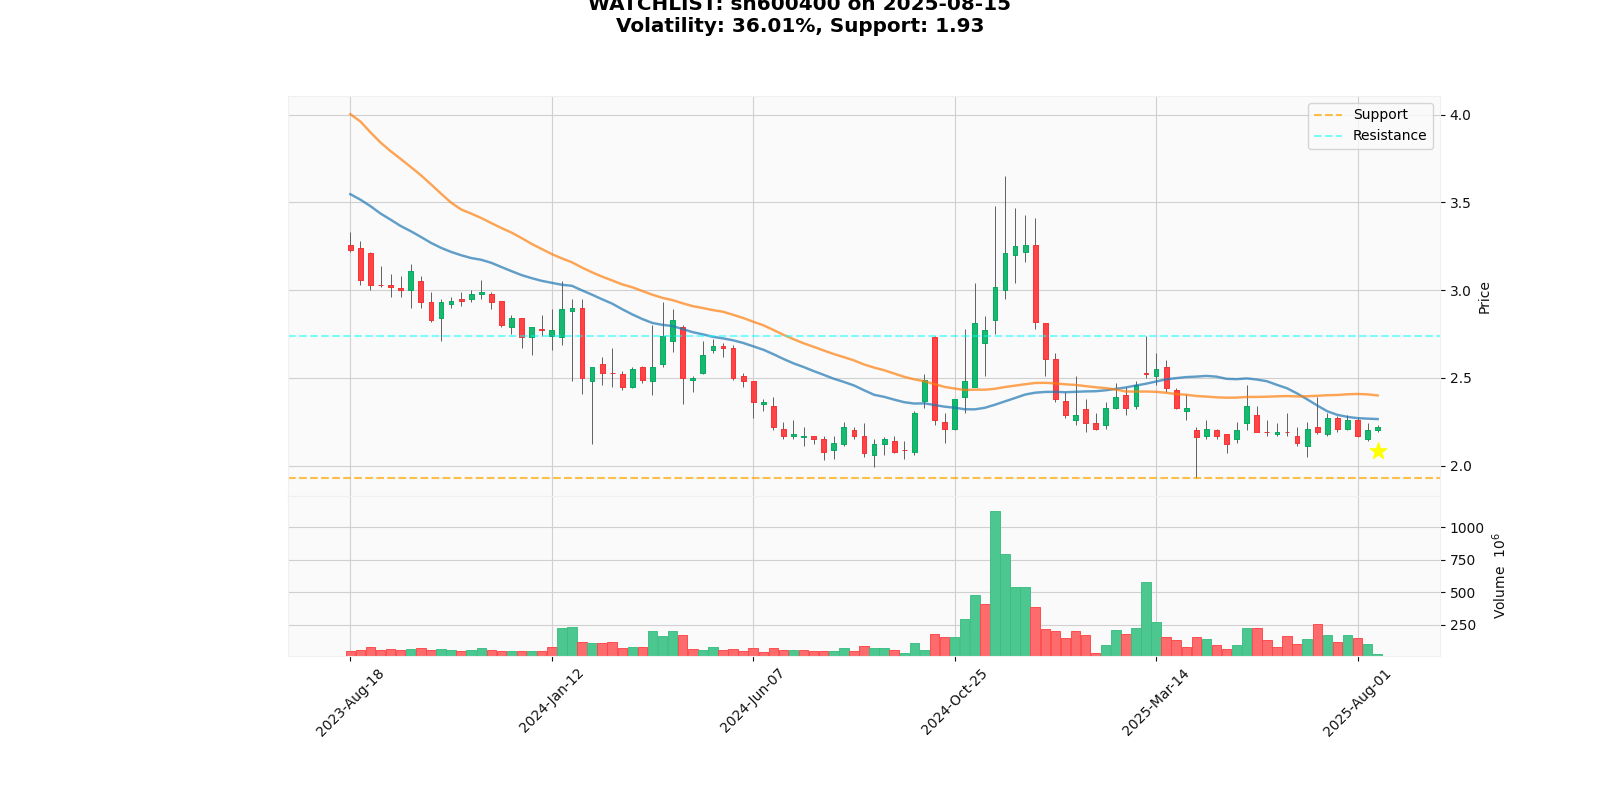 WATCHLIST: sh600400 on 2025-08-15
Volatility: 36.01%, Support: 1.93
Support
Resistance
4.0
3.5
3.0
2.5
2.0
Price
1000
750
500
250
Volume 10⁶
2023-Aug-18
2024-Jan-12
2024-Jun-07
2024-Oct-25
2025-Mar-14
2025-Aug-01